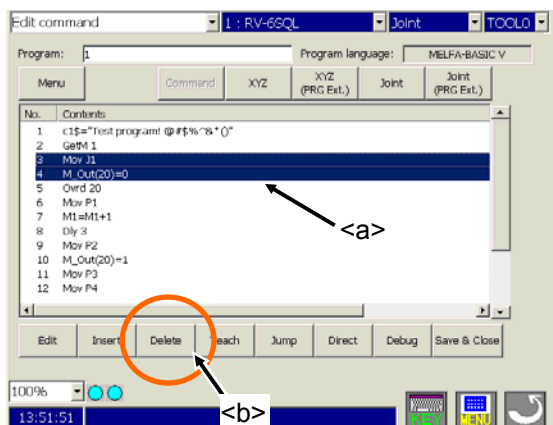 Edit command 1 : RV-6SQL Joint TOOL0
Program: 1 Program language: MELFA-BASIC V
Menu Command XYZ XYZ (PRG Ext.) Joint Joint (PRG Ext.)
No. Contents
1 c1$="Test program! @#$%^&*()"
2 GetM 1
3 Mov J1
4 M_Out(20)=0
5 Ovrd 20
6 Mov P1
7 M1=M1+1
8 Dly 3
9 Mov P2
10 M_Out(20)=1
11 Mov P3
12 Mov P4
<a>
Edit Insert Delete Teach Jump Direct Debug Save & Close
100%
<b>
13:51:51 KEY MENU